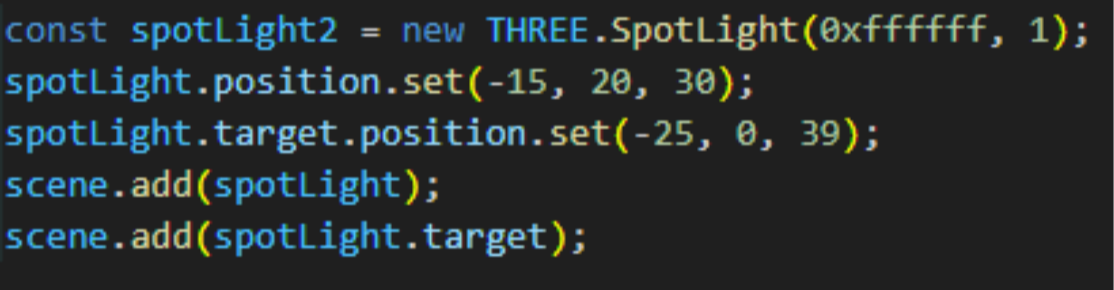 const spotLight2 = new THREE.SpotLight(0xffffff, 1);
spotLight.position.set(-15, 20, 30);
spotLight.target.position.set(-25, 0, 39);
scene.add(spotLight);
scene.add(spotLight.target);